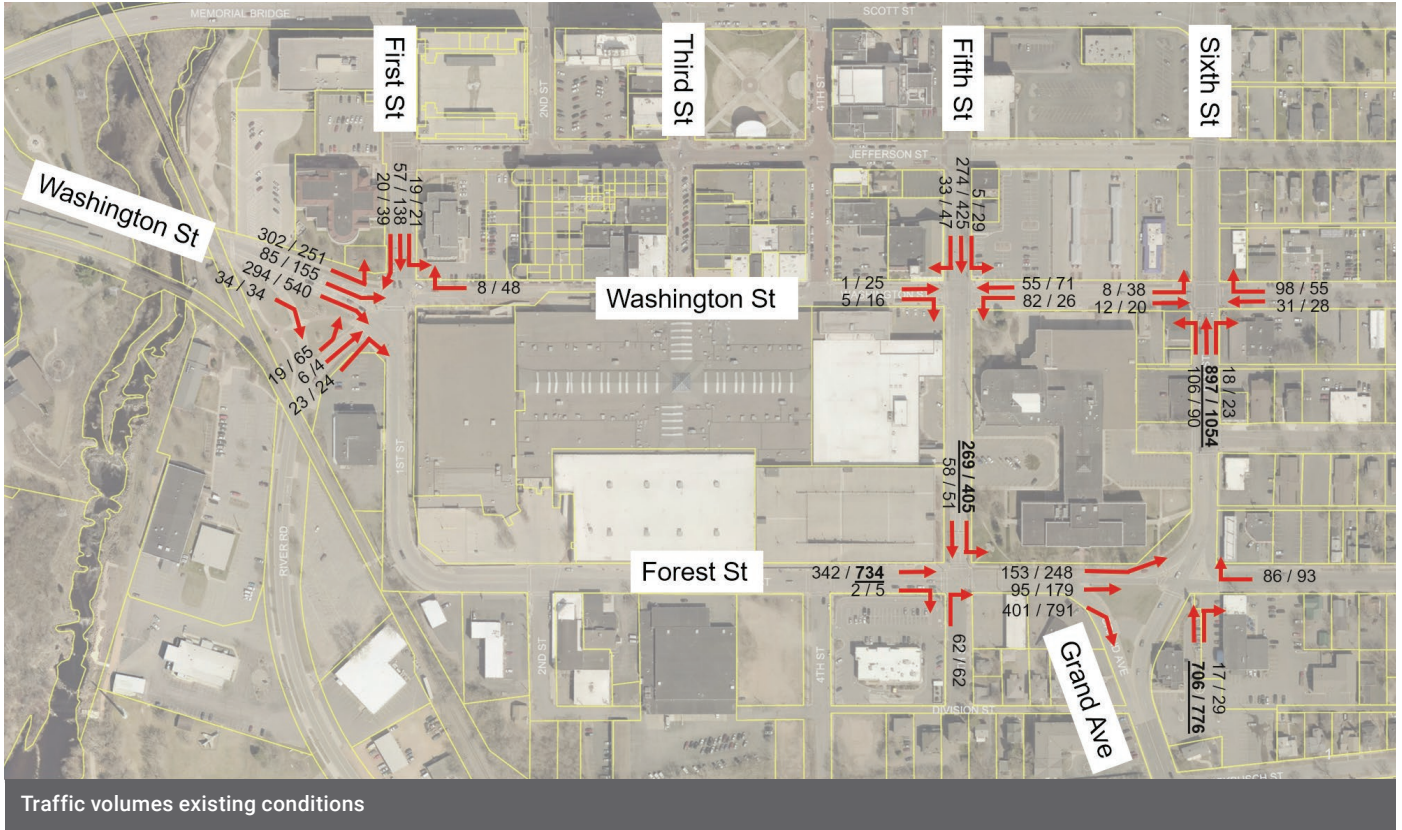 MEMORIAL BRIDGE
SCOTT ST
First St
2ND ST
Third St
4TH ST
Fifth St
Sixth St
JEFFERSON ST
Washington St
19 / 21
57 / 138
20 / 39
5 / 29
274 / 425
33 / 47
302 / 251
85 / 155
294 / 540
34 / 34
8 / 48
Washington St
1 / 25
5 / 16
55 / 71
82 / 26
8 / 38
12 / 20
98 / 55
31 / 28
19 / 65
6 / 4
23 / 24
18 / 23
897 / 1054
106 / 90
1ST ST
269 / 405
58 / 51
RIVER RD
Forest St
342 / 734
2 / 5
153 / 248
95 / 179
401 / 791
86 / 93
2ND ST
4TH ST
62 / 62
Grand Ave
17 / 29
706 / 776
DIVISION ST
Traffic volumes existing conditions